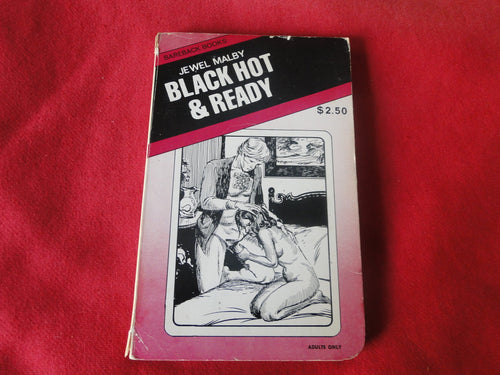 BAREBACK BOOKS
JEWEL MALBY
BLACK HOT
& READY
$2.50
ADULTS ONLY